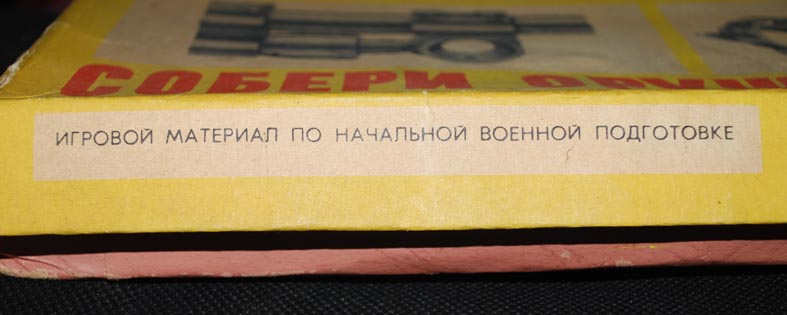 СОБЕРИ
ИГРОВОЙ МАТЕРИАЛ ПО НАЧАЛЬНОЙ ВОЕННОЙ ПОДГОТОВКЕ